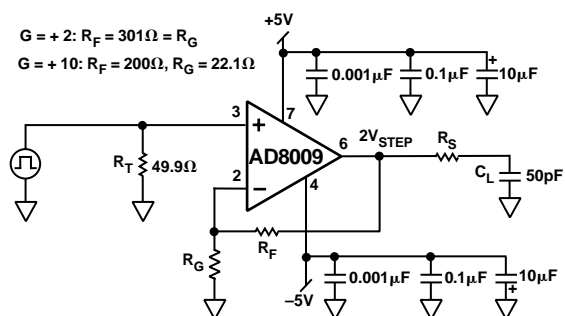 G = + 2: RF = 301Ω = RG
G = + 10: RF = 200Ω, RG = 22.1Ω
+5V
0.001μF
0.1μF
+
10μF
3
+
7
AD8009
6
2VSTEP
RS
CL
50pF
RT
49.9Ω
2
−
4
RF
RG
–5V
0.001μF
0.1μF
10μF
+